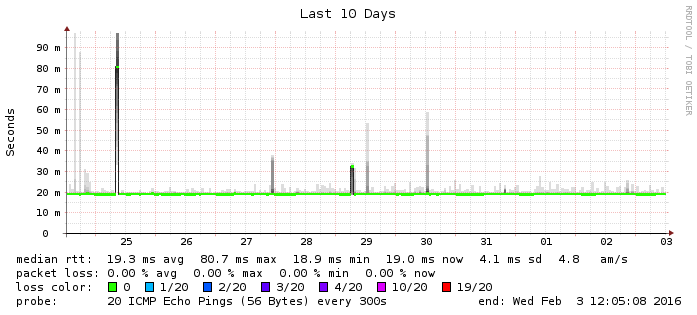 Last 10 Days
RRDTOOL / TOBI OETIKER
Seconds
90 m
80 m
70 m
60 m
50 m
40 m
30 m
20 m
10 m
0
25 26 27 28 29 30 31 01 02 03
median rtt: 19.3 ms avg 80.7 ms max 18.9 ms min 19.0 ms now 4.1 ms sd 4.8 am/s
packet loss: 0.00 % avg 0.00 % max 0.00 % min 0.00 % now
loss color: 0 1/20 2/20 3/20 4/20 10/20 19/20
probe: 20 ICMP Echo Pings (56 Bytes) every 300s end: Wed Feb 3 12:05:08 2016